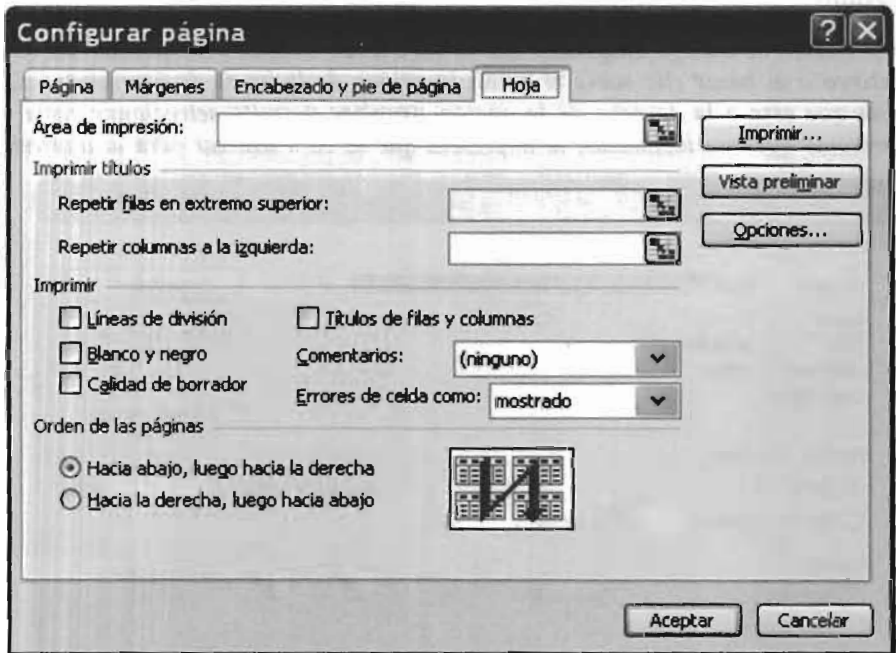 Configurar página
Página Márgenes Encabezado y pie de página Hoja
Área de impresión:
Imprimir...
Imprimir títulos
Vista preliminar
Repetir filas en extremo superior:
Opciones...
Repetir columnas a la izquierda:
Imprimir
Líneas de división
Títulos de filas y columnas
Blanco y negro
Comentarios: (ninguno)
Calidad de borrador
Errores de celda como: mostrado
Orden de las páginas
Hacia abajo, luego hacia la derecha
Hacia la derecha, luego hacia abajo
Aceptar Cancelar